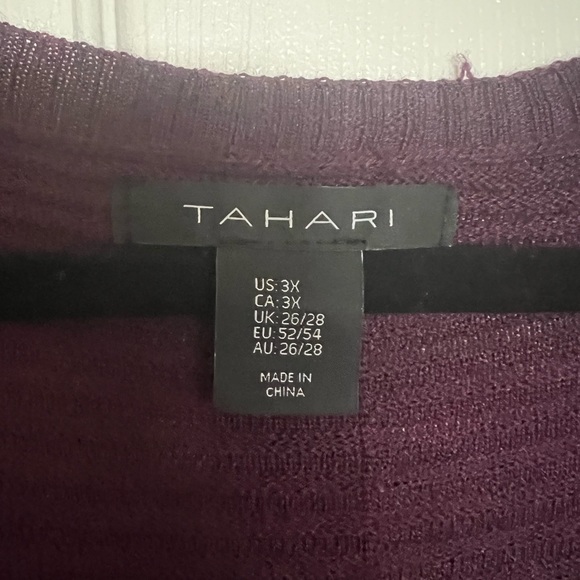 TAHARI
US: 3X
CA: 3X
UK: 26/28
EU: 52/54
AU: 26/28
MADE IN
CHINA